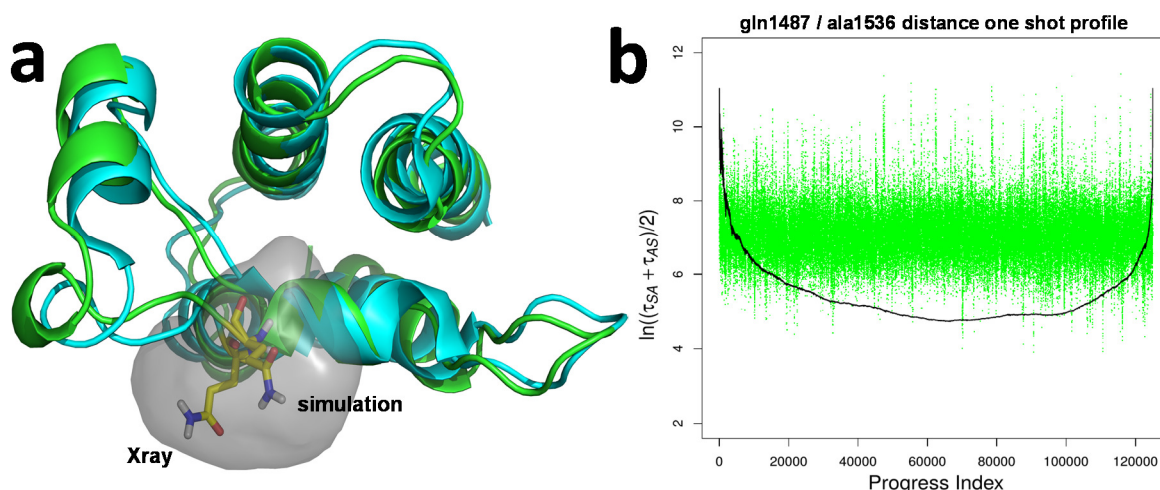 a
simulation
Xray
b
gln1487 / ala1536 distance one shot profile
ln((τSA + τAS)/2)
12
10
8
6
4
2
0 20000 40000 60000 80000 100000 120000
Progress Index